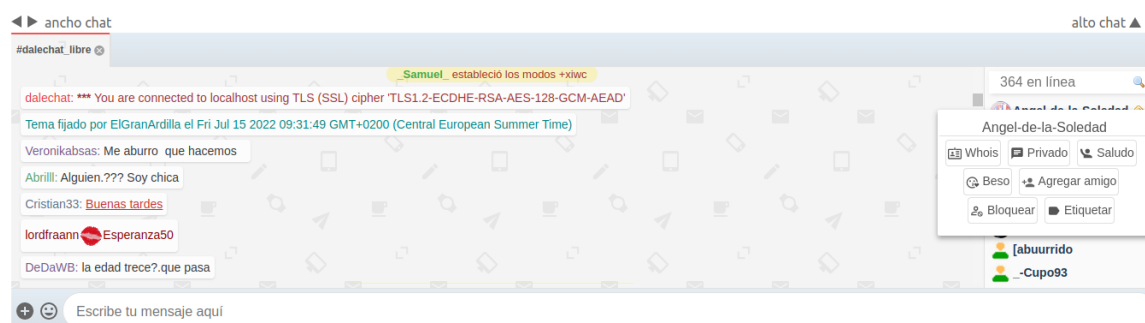 ancho chat
alto chat
#dalechat_libre
_Samuel_ estableció los modos +xiwc
dalechat: *** You are connected to localhost using TLS (SSL) cipher 'TLS1.2-ECDHE-RSA-AES-128-GCM-AEAD'
Tema fijado por ElGranArdilla el Fri Jul 15 2022 09:31:49 GMT+0200 (Central European Summer Time)
Veronikabsas: Me aburro que hacemos
Abrilll: Alguien.??? Soy chica
Cristian33: Buenas tardes
lordfraann Esperanza50
DeDaWB: la edad trece?.que pasa
Escribe tu mensaje aquí
364 en línea
Angel-de-la-Soledad
Angel-de-la-Soledad
Whois Privado Saludo
Beso Agregar amigo
Bloquear Etiquetar
[abuurrido
_-Cupo93